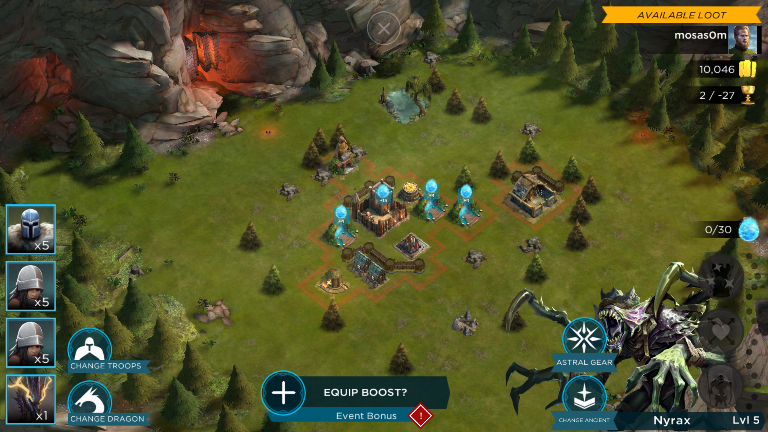 AVAILABLE LOOT
mosas0m
10,046
2 / -27
0/30
x5
x5
x5
x1
CHANGE TROOPS
CHANGE DRAGON
EQUIP BOOST?
Event Bonus
!
ASTRAL GEAR
CHANGE ANCIENT
Nyrax Lvl 5